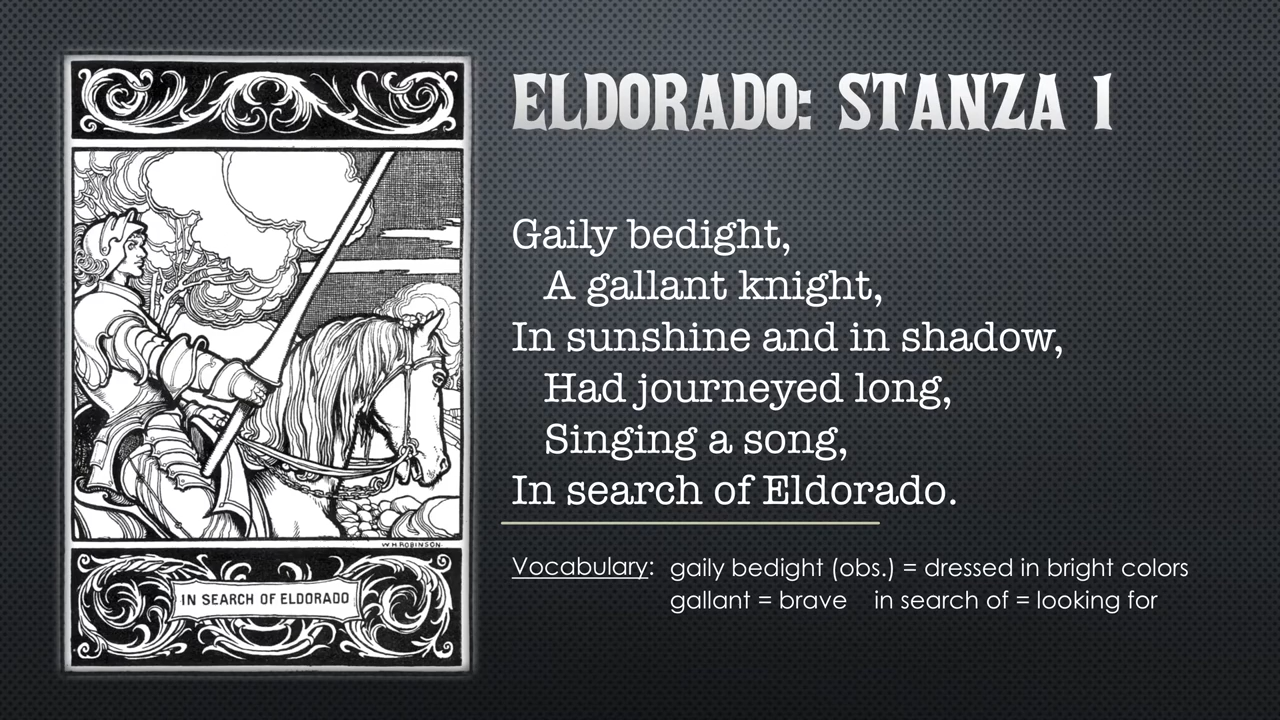 ELDORADO: STANZA 1
Gaily bedight,
A gallant knight,
In sunshine and in shadow,
Had journeyed long,
Singing a song,
In search of Eldorado.
Vocabulary: gaily bedight (obs.) = dressed in bright colors
gallant = brave in search of = looking for
W.H.ROBINSON.
IN SEARCH OF ELDORADO